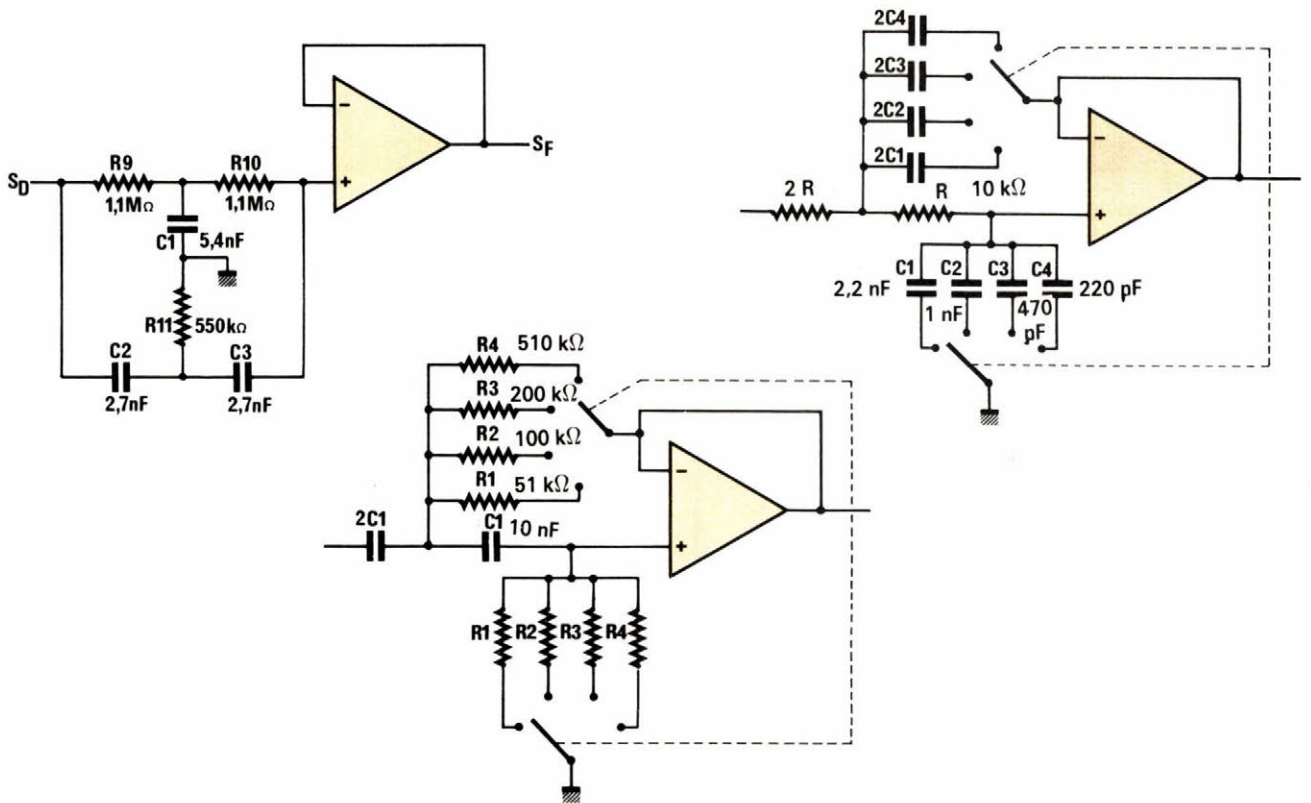 S_D
R9
1,1MΩ
R10
1,1MΩ
C1
5,4nF
R11
550kΩ
C2
2,7nF
C3
2,7nF
−
+
S_F
2C4
2C3
2C2
2C1
2 R
R
10 kΩ
−
+
C1
2,2 nF
C2
1 nF
C3
470
pF
C4
220 pF
R4
510 kΩ
R3
200 kΩ
R2
100 kΩ
R1
51 kΩ
2C1
C1
10 nF
−
+
R1
R2
R3
R4